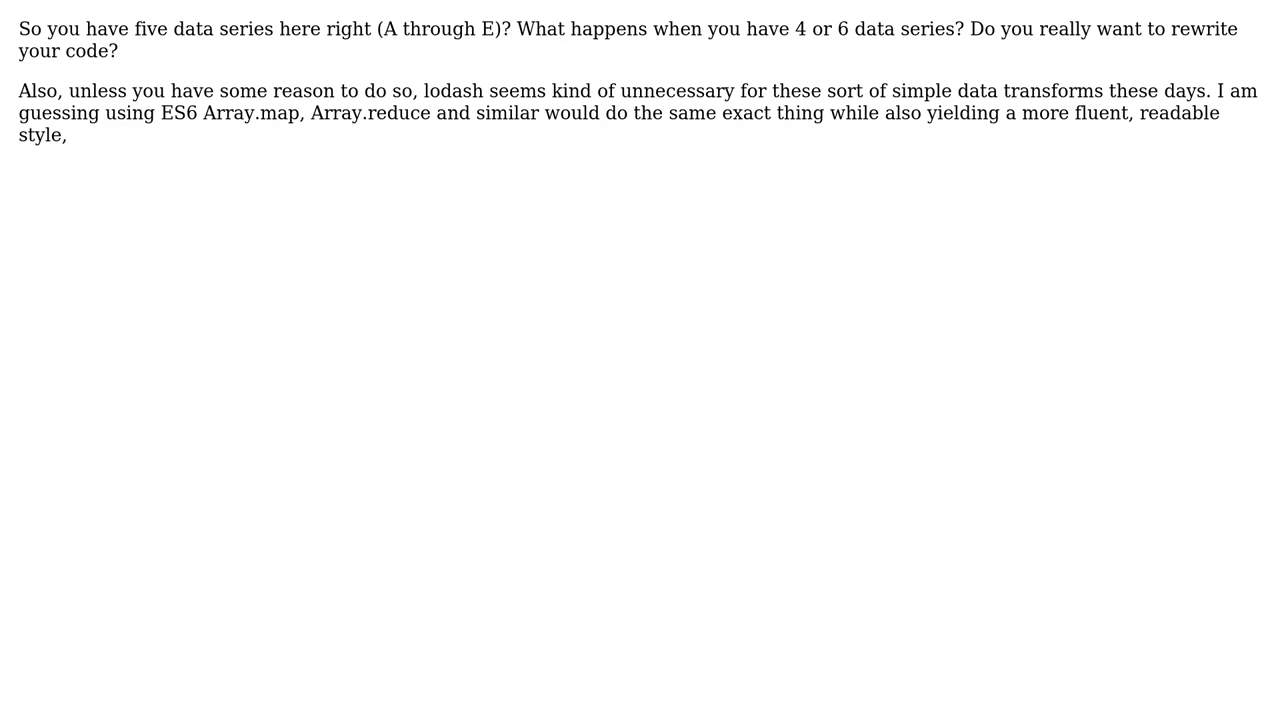 So you have five data series here right (A through E)? What happens when you have 4 or 6 data series? Do you really want to rewrite
your code?
Also, unless you have some reason to do so, lodash seems kind of unnecessary for these sort of simple data transforms these days. I am
guessing using ES6 Array.map, Array.reduce and similar would do the same exact thing while also yielding a more fluent, readable
style,